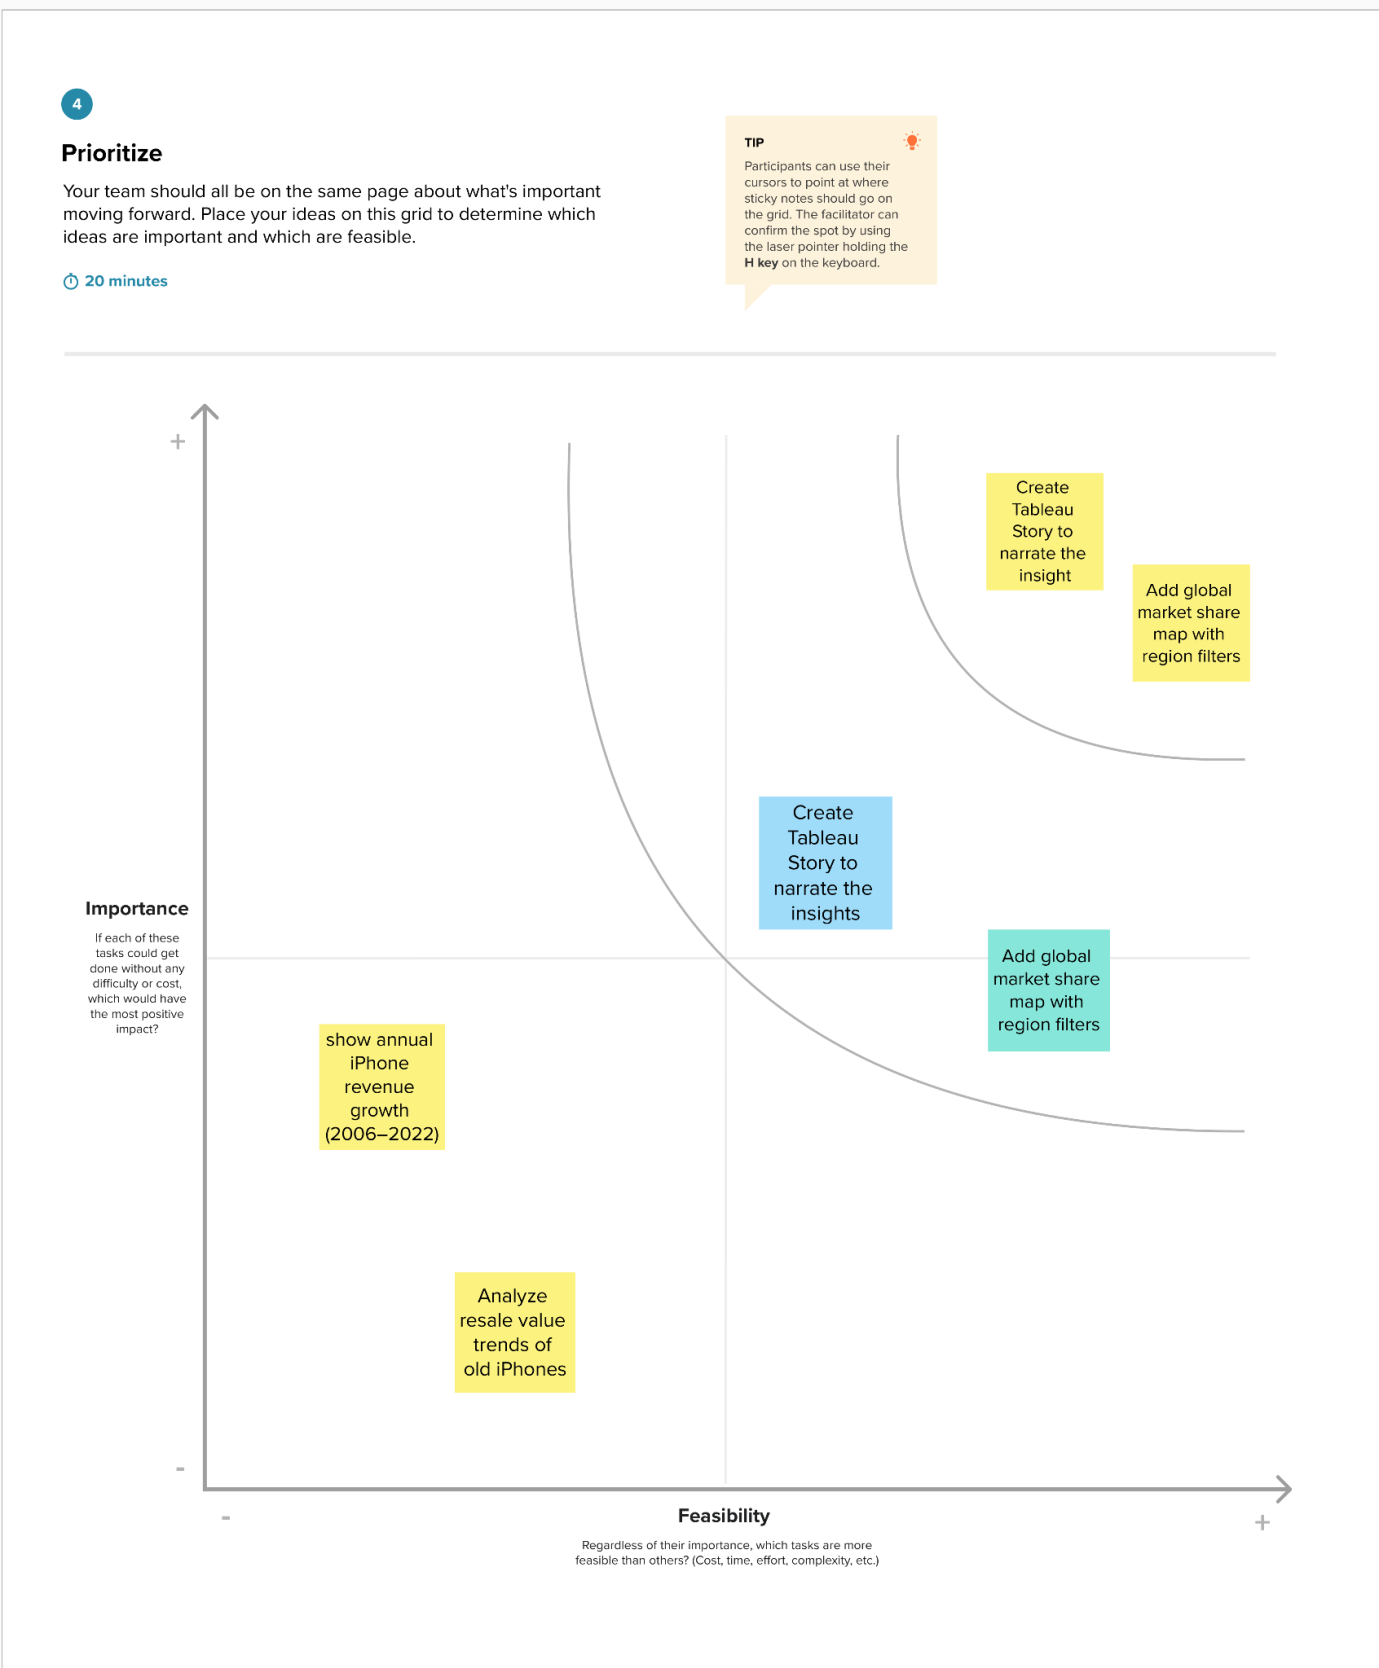 4
Prioritize
Your team should all be on the same page about what's important
moving forward. Place your ideas on this grid to determine which
ideas are important and which are feasible.
20 minutes
TIP
Participants can use their
cursors to point at where
sticky notes should go on
the grid. The facilitator can
confirm the spot by using
the laser pointer holding the
H key on the keyboard.
+
Create
Tableau
Story to
narrate the
insight
Add global
market share
map with
region filters
Create
Tableau
Story to
narrate the
insights
Importance
If each of these
tasks could get
done without any
difficulty or cost,
which would have
the most positive
impact?
Add global
market share
map with
region filters
show annual
iPhone
revenue
growth
(2006–2022)
Analyze
resale value
trends of
old iPhones
-
-
Feasibility
+
Regardless of their importance, which tasks are more
feasible than others? (Cost, time, effort, complexity, etc.)